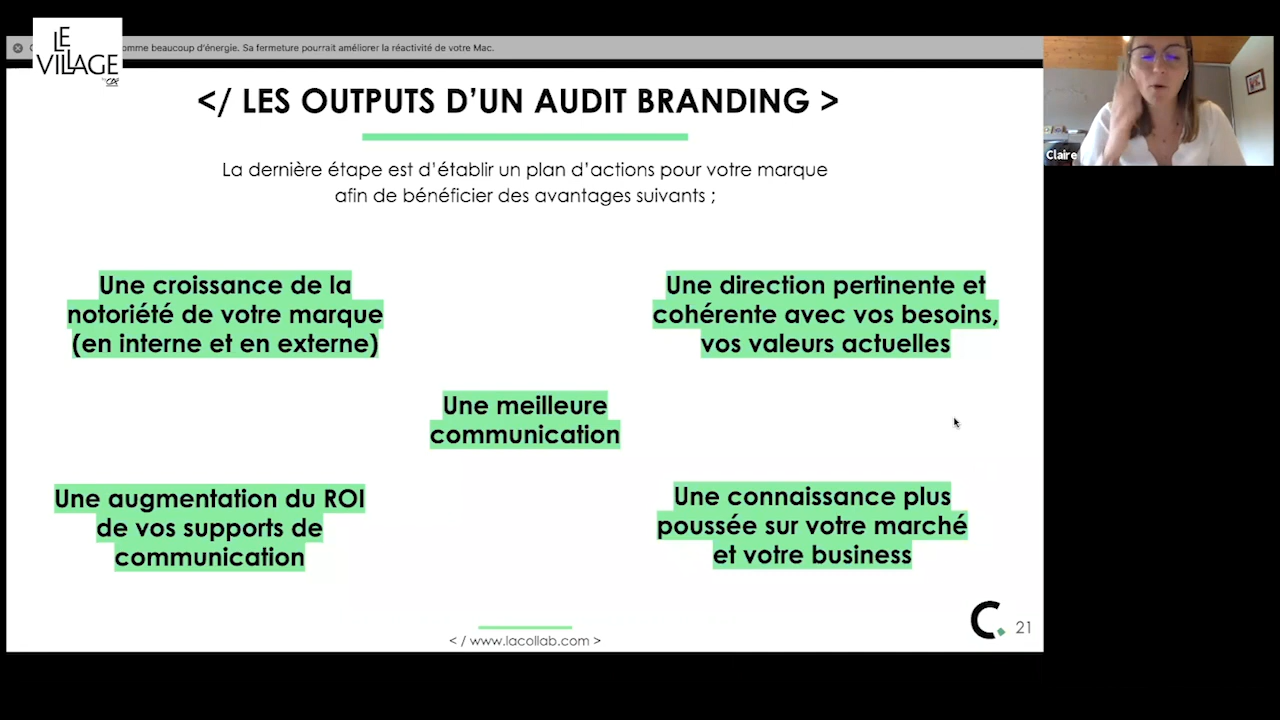 LE
VILLAGE
by CA
omme beaucoup d'énergie. Sa fermeture pourrait améliorer la réactivité de votre Mac.
</ LES OUTPUTS D'UN AUDIT BRANDING >
La dernière étape est d'établir un plan d'actions pour votre marque
afin de bénéficier des avantages suivants ;
Une croissance de la
notoriété de votre marque
(en interne et en externe)
Une direction pertinente et
cohérente avec vos besoins,
vos valeurs actuelles
Une meilleure
communication
Une augmentation du ROI
de vos supports de
communication
Une connaissance plus
poussée sur votre marché
et votre business
< / www.lacollab.com >
C.
21
Claire